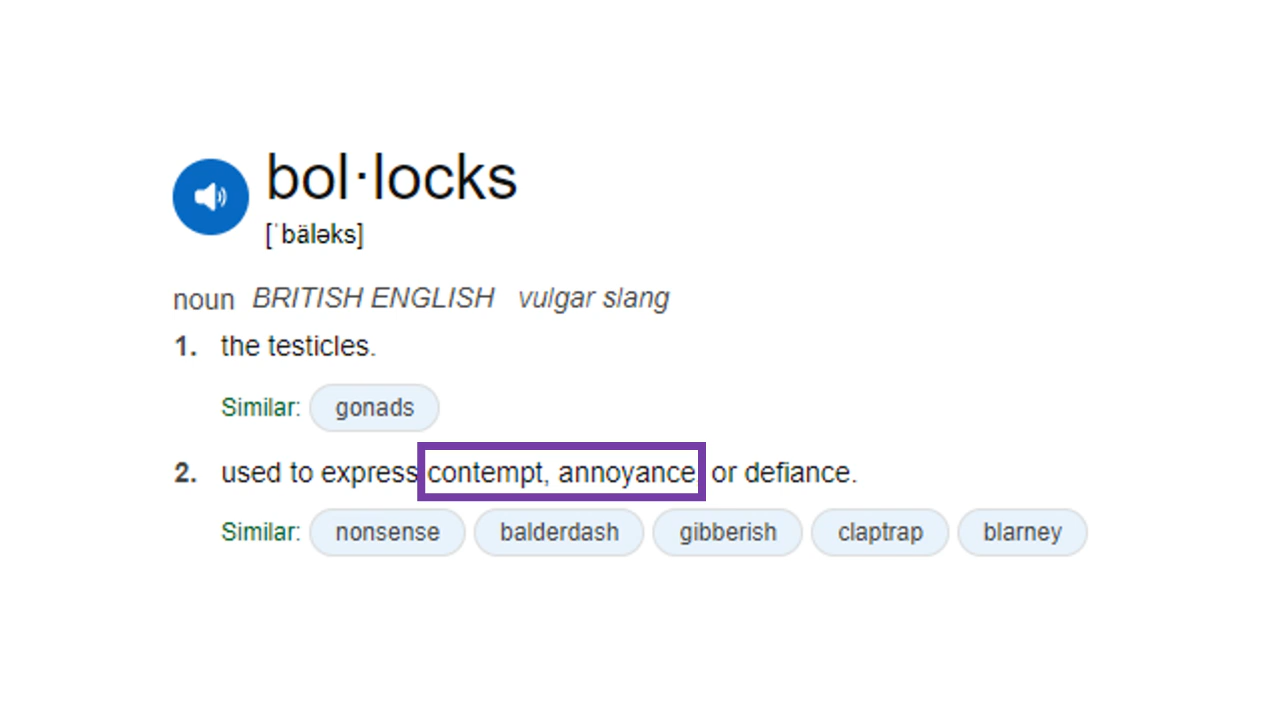 bol·locks
[ˈbäləks]
noun BRITISH ENGLISH vulgar slang
1. the testicles.
Similar: gonads
2. used to express contempt, annoyance, or defiance.
Similar: nonsense balderdash gibberish claptrap blarney